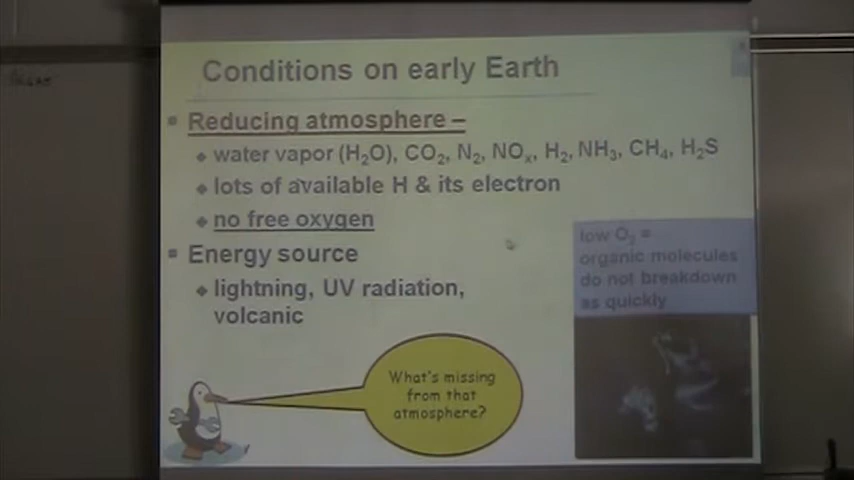 Conditions on early Earth
Reducing atmosphere –
water vapor (H₂O), CO₂, N₂, NOₓ, H₂, NH₃, CH₄, H₂S
lots of available H & its electron
no free oxygen
Energy source
lightning, UV radiation,
volcanic
low O₂ =
organic molecules
do not breakdown
as quickly
What's missing
from that
atmosphere?